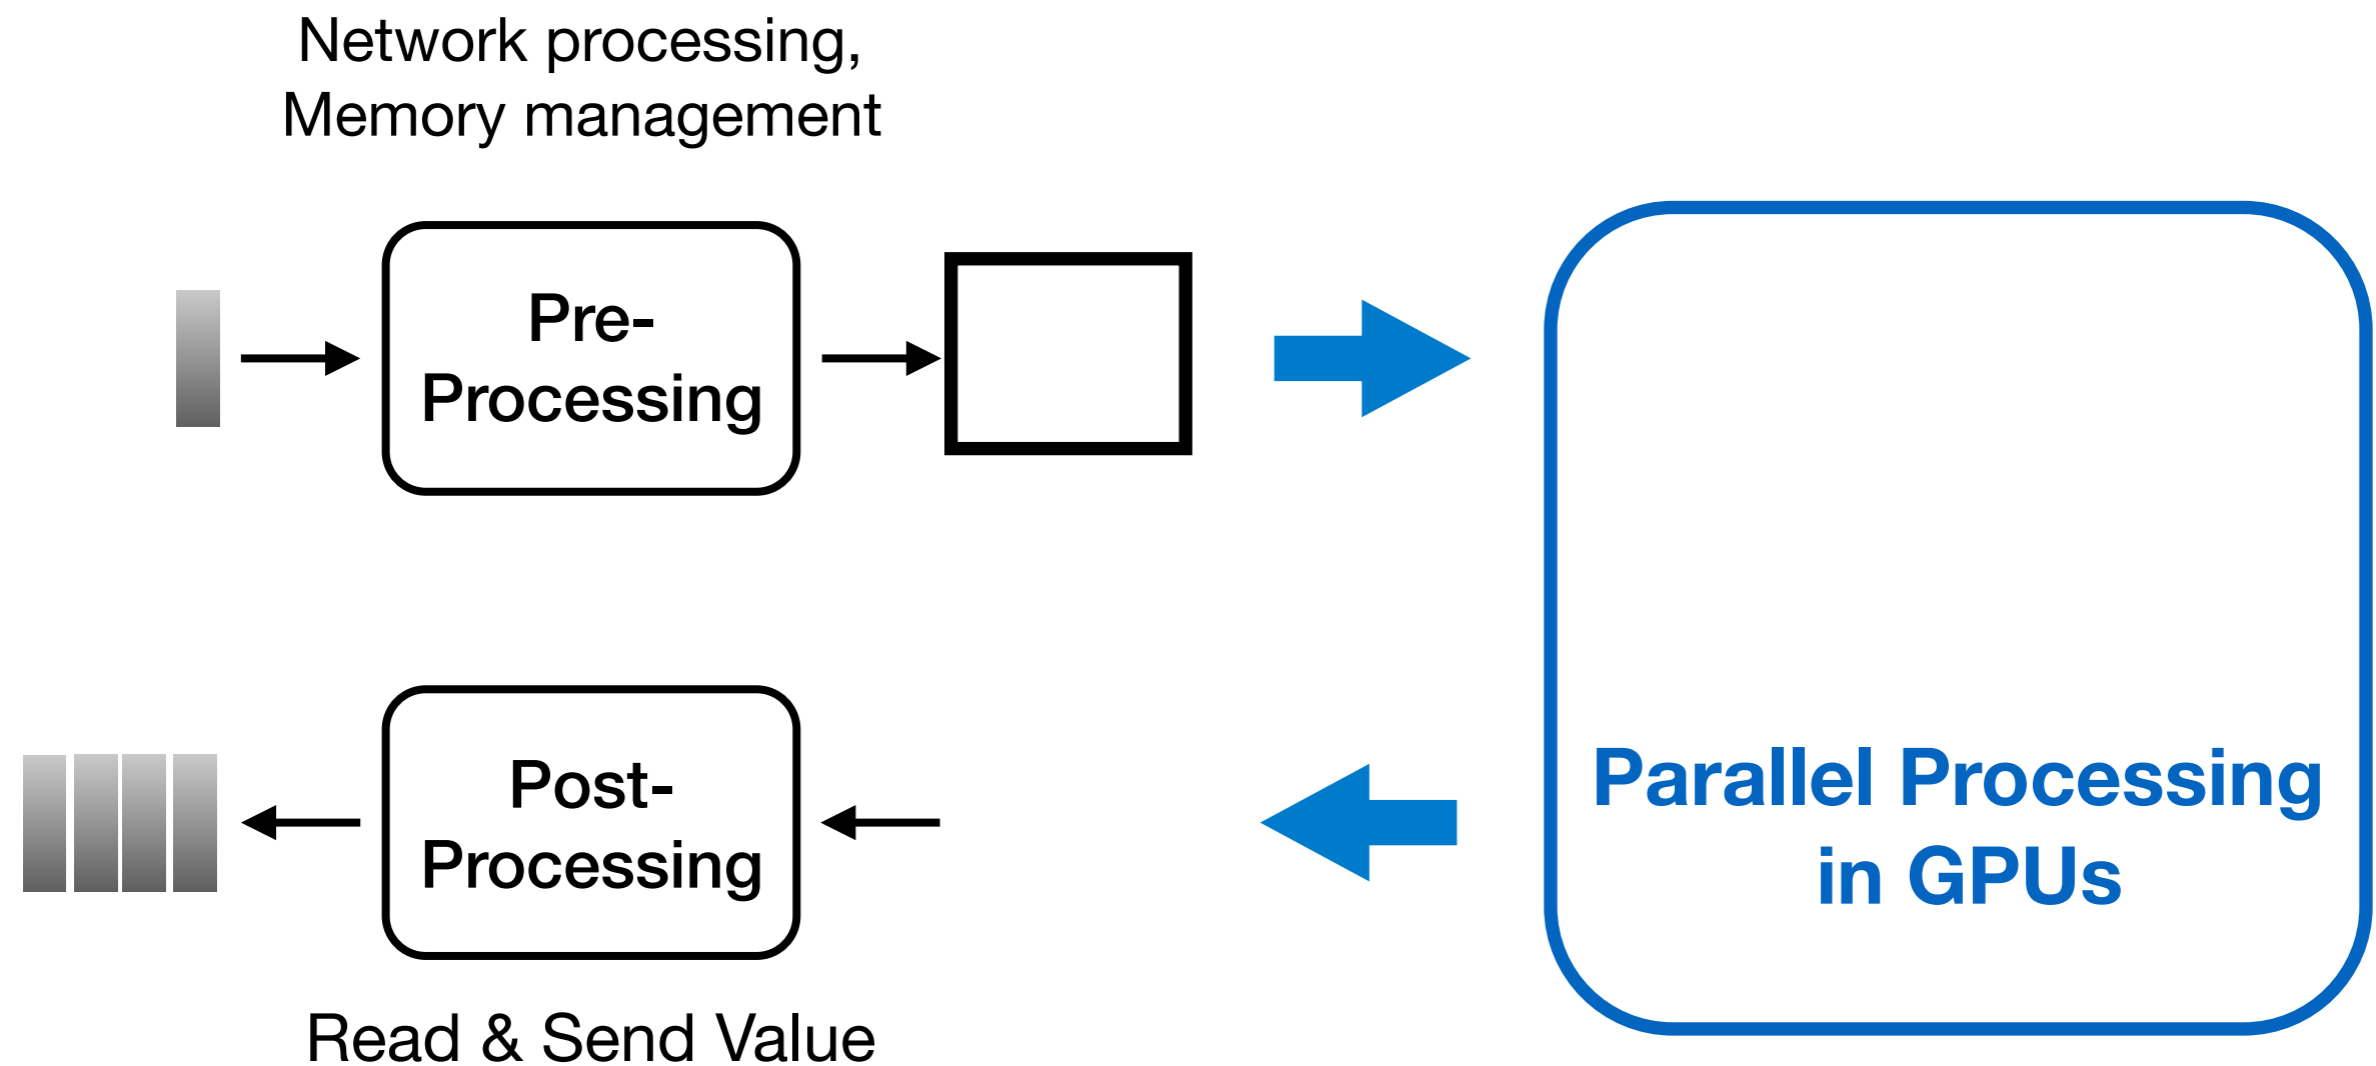 Network processing,
Memory management
Pre-
Processing
Post-
Processing
Parallel Processing
in GPUs
Read & Send Value